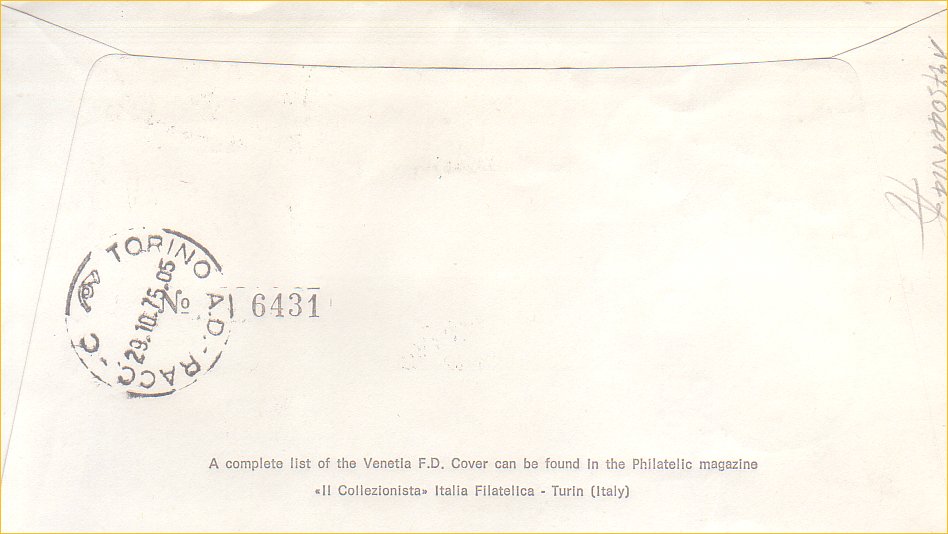 TORINO A.D. - RACC. C
29.10.75.05
No 6431
A complete list of the Venetia F.D. Cover can be found in the Philatelic magazine
«Il Collezionista» Italia Filatelica - Turin (Italy)